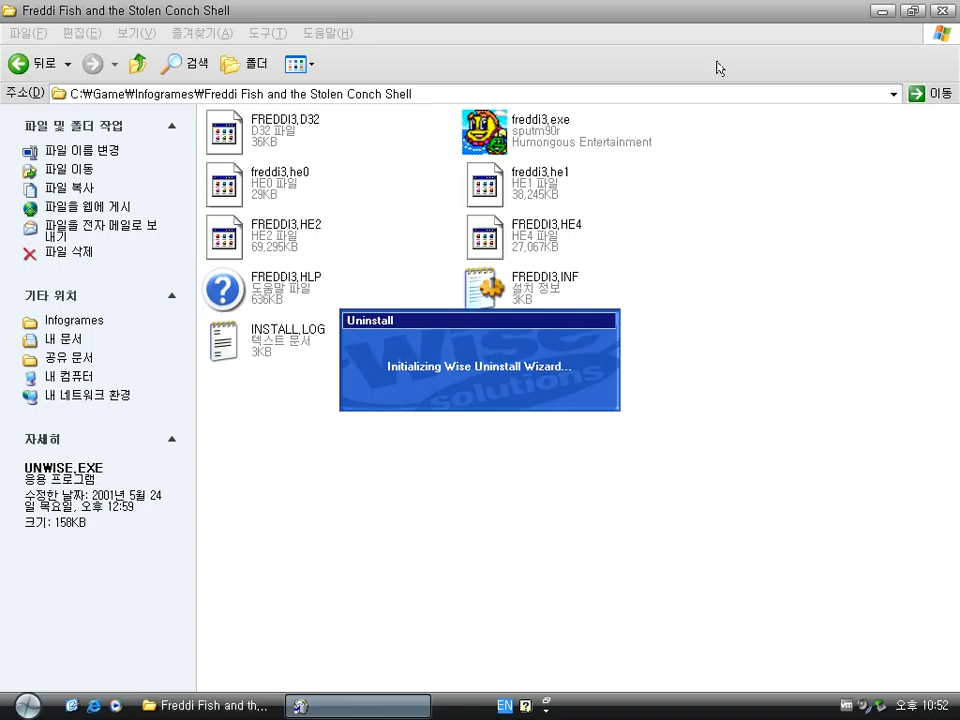 Freddi Fish and the Stolen Conch Shell
파일(F) 편집(E) 보기(V) 즐겨찾기(A) 도구(T) 도움말(H)
뒤로 검색 폴더
주소(D) C:\Game\Infogrames\Freddi Fish and the Stolen Conch Shell 이동
파일 및 폴더 작업
파일 이름 변경
파일 이동
파일 복사
파일을 웹에 게시
파일을 전자 메일로 보
내기
파일 삭제
기타 위치
Infogrames
내 문서
공유 문서
내 컴퓨터
내 네트워크 환경
자세히
UNWISE.EXE
응용 프로그램
수정한 날짜: 2001년 5월 24
일 목요일, 오후 12:59
크기: 158KB
FREDDI3.D32
D32 파일
36KB
freddi3.exe
sputm90r
Humongous Entertainment
freddi3.he0
HE0 파일
29KB
freddi3.he1
HE1 파일
38,245KB
FREDDI3.HE2
HE2 파일
69,295KB
FREDDI3.HE4
HE4 파일
27,067KB
FREDDI3.HLP
도움말 파일
636KB
FREDDI3.INF
설치 정보
3KB
INSTALL.LOG
텍스트 문서
3KB
Uninstall
Wise
solutions
Initializing Wise Uninstall Wizard...
Freddi Fish and th... EN 오후 10:52